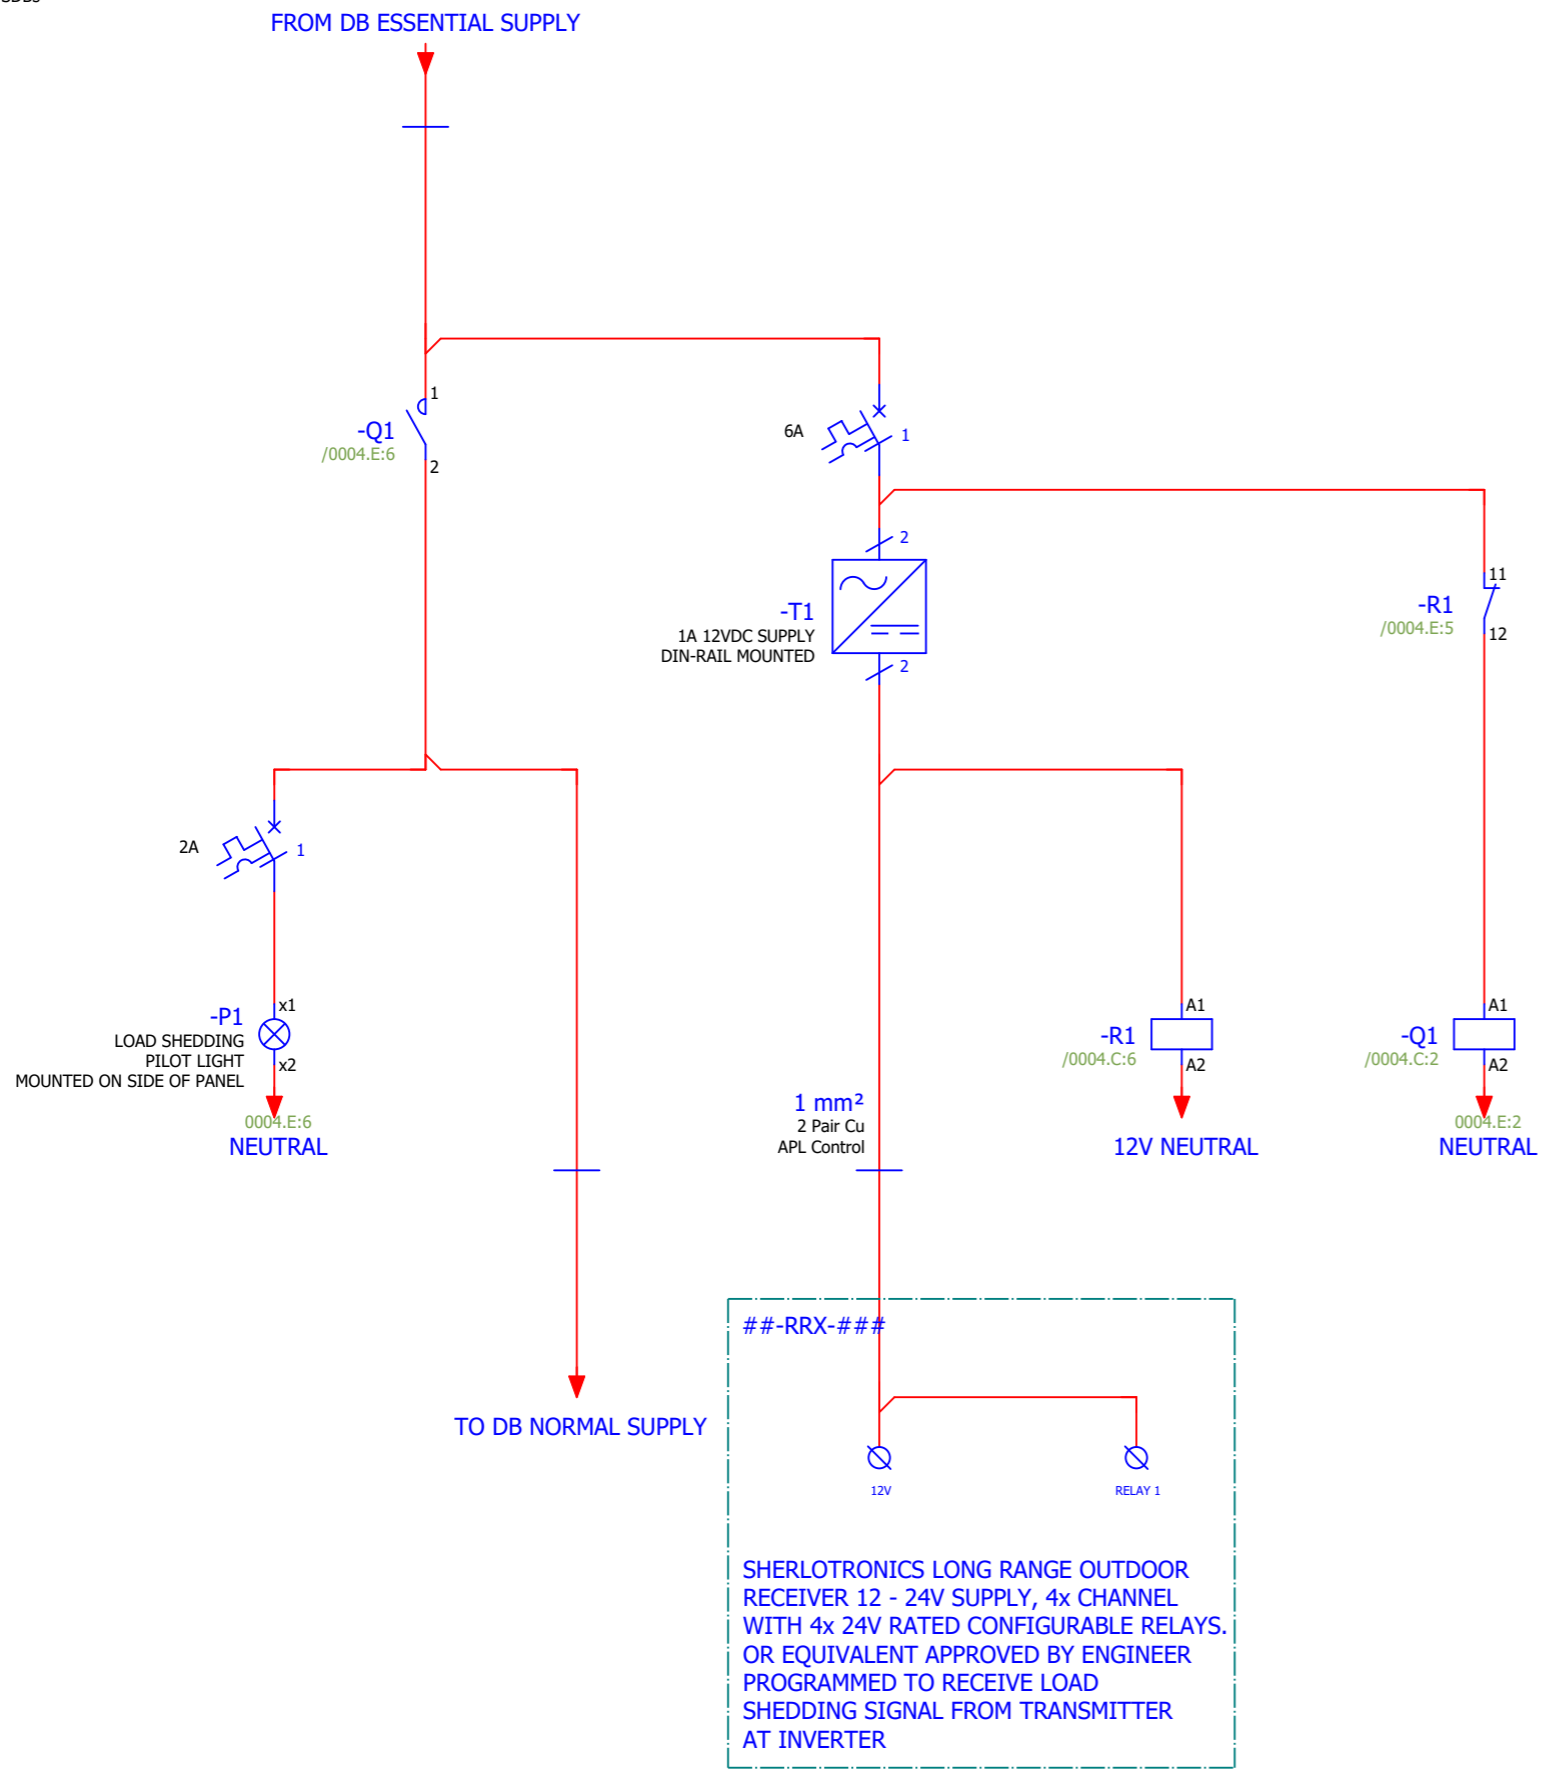 FROM DB ESSENTIAL SUPPLY
1
-Q1
/0004.E:6
2
6A
1
2
-T1
1A 12VDC SUPPLY
DIN-RAIL MOUNTED
2
11
-R1
/0004.E:5
12
2A
1
x1
-P1
LOAD SHEDDING
PILOT LIGHT
MOUNTED ON SIDE OF PANEL
x2
0004.E:6
NEUTRAL
1 mm²
2 Pair Cu
APL Control
A1
-R1
/0004.C:6
A2
12V NEUTRAL
A1
-Q1
/0004.C:2
A2
0004.E:2
NEUTRAL
TO DB NORMAL SUPPLY
##-RRX-###
12V
RELAY 1
SHERLOTRONICS LONG RANGE OUTDOOR
RECEIVER 12 - 24V SUPPLY, 4x CHANNEL
WITH 4x 24V RATED CONFIGURABLE RELAYS.
OR EQUIVALENT APPROVED BY ENGINEER
PROGRAMMED TO RECEIVE LOAD
SHEDDING SIGNAL FROM TRANSMITTER
AT INVERTER